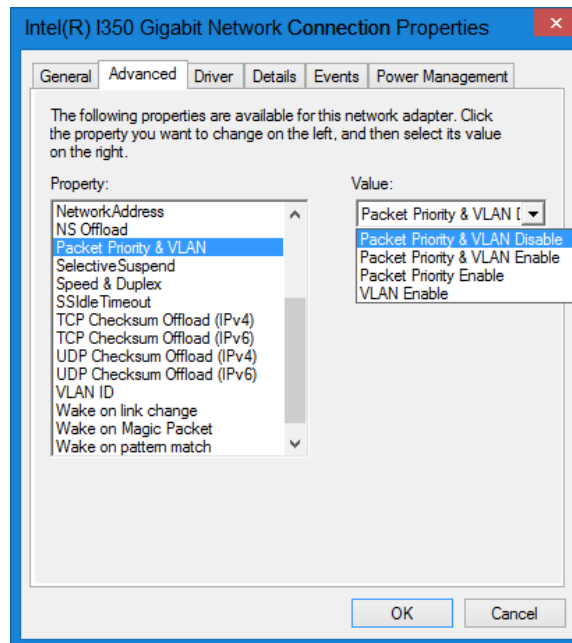 Intel(R) I350 Gigabit Network Connection Properties
General Advanced Driver Details Events Power Management
The following properties are available for this network adapter. Click
the property you want to change on the left, and then select its value
on the right.
Property:
NetworkAddress
NS Offload
Packet Priority & VLAN
SelectiveSuspend
Speed & Duplex
SSIdleTimeout
TCP Checksum Offload (IPv4)
TCP Checksum Offload (IPv6)
UDP Checksum Offload (IPv4)
UDP Checksum Offload (IPv6)
VLAN ID
Wake on link change
Wake on Magic Packet
Wake on pattern match
Value:
Packet Priority & VLAN
Packet Priority & VLAN Disable
Packet Priority & VLAN Enable
Packet Priority Enable
VLAN Enable
OK Cancel